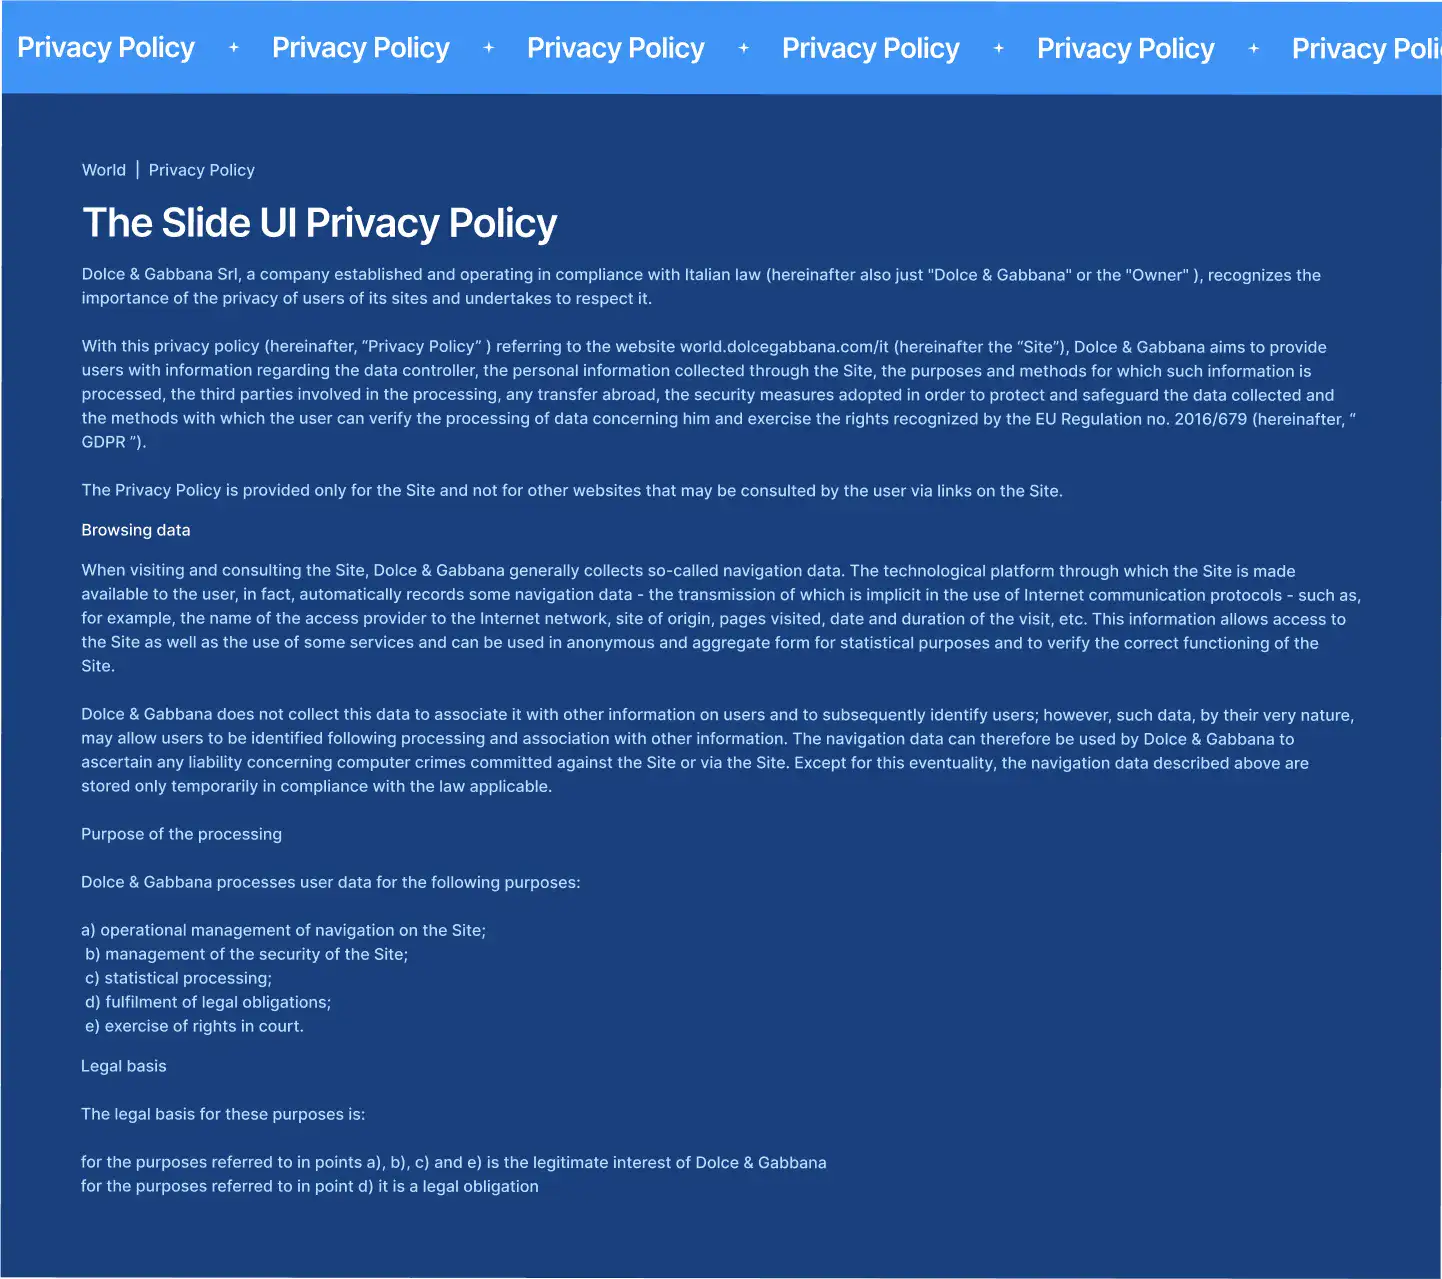 Privacy Policy + Privacy Policy + Privacy Policy + Privacy Policy + Privacy Policy + Privacy Poli
World | Privacy Policy
The Slide UI Privacy Policy
Dolce & Gabbana Srl, a company established and operating in compliance with Italian law (hereinafter also just "Dolce & Gabbana" or the "Owner" ), recognizes the
importance of the privacy of users of its sites and undertakes to respect it.
With this privacy policy (hereinafter, “Privacy Policy” ) referring to the website world.dolcegabbana.com/it (hereinafter the “Site”), Dolce & Gabbana aims to provide
users with information regarding the data controller, the personal information collected through the Site, the purposes and methods for which such information is
processed, the third parties involved in the processing, any transfer abroad, the security measures adopted in order to protect and safeguard the data collected and
the methods with which the user can verify the processing of data concerning him and exercise the rights recognized by the EU Regulation no. 2016/679 (hereinafter, “
GDPR ”).
The Privacy Policy is provided only for the Site and not for other websites that may be consulted by the user via links on the Site.
Browsing data
When visiting and consulting the Site, Dolce & Gabbana generally collects so-called navigation data. The technological platform through which the Site is made
available to the user, in fact, automatically records some navigation data - the transmission of which is implicit in the use of Internet communication protocols - such as,
for example, the name of the access provider to the Internet network, site of origin, pages visited, date and duration of the visit, etc. This information allows access to
the Site as well as the use of some services and can be used in anonymous and aggregate form for statistical purposes and to verify the correct functioning of the
Site.
Dolce & Gabbana does not collect this data to associate it with other information on users and to subsequently identify users; however, such data, by their very nature,
may allow users to be identified following processing and association with other information. The navigation data can therefore be used by Dolce & Gabbana to
ascertain any liability concerning computer crimes committed against the Site or via the Site. Except for this eventuality, the navigation data described above are
stored only temporarily in compliance with the law applicable.
Purpose of the processing
Dolce & Gabbana processes user data for the following purposes:
a) operational management of navigation on the Site;
b) management of the security of the Site;
c) statistical processing;
d) fulfilment of legal obligations;
e) exercise of rights in court.
Legal basis
The legal basis for these purposes is:
for the purposes referred to in points a), b), c) and e) is the legitimate interest of Dolce & Gabbana
for the purposes referred to in point d) it is a legal obligation